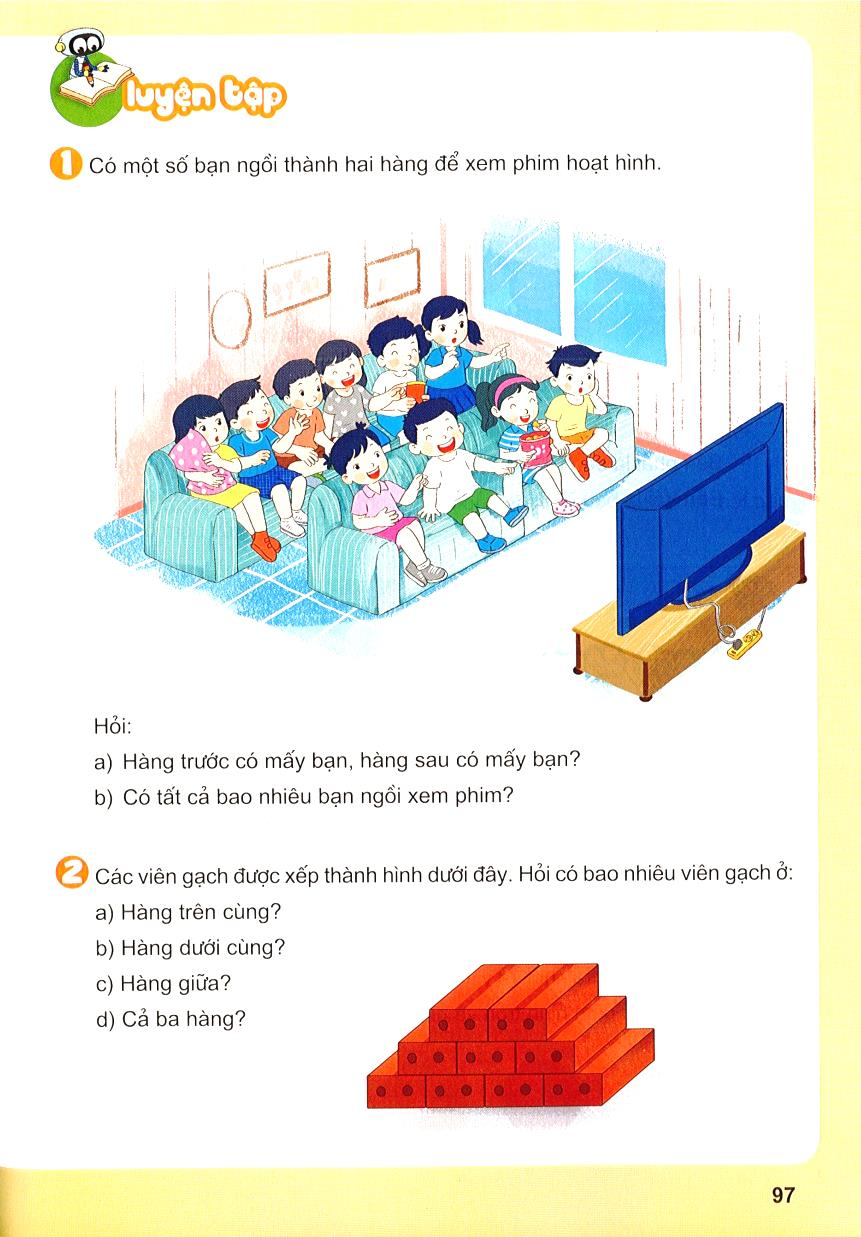 luyện tập
1 Có một số bạn ngồi thành hai hàng để xem phim hoạt hình.
Hỏi:
a) Hàng trước có mấy bạn, hàng sau có mấy bạn?
b) Có tất cả bao nhiêu bạn ngồi xem phim?
2 Các viên gạch được xếp thành hình dưới đây. Hỏi có bao nhiêu viên gạch ở:
a) Hàng trên cùng?
b) Hàng dưới cùng?
c) Hàng giữa?
d) Cả ba hàng?
97